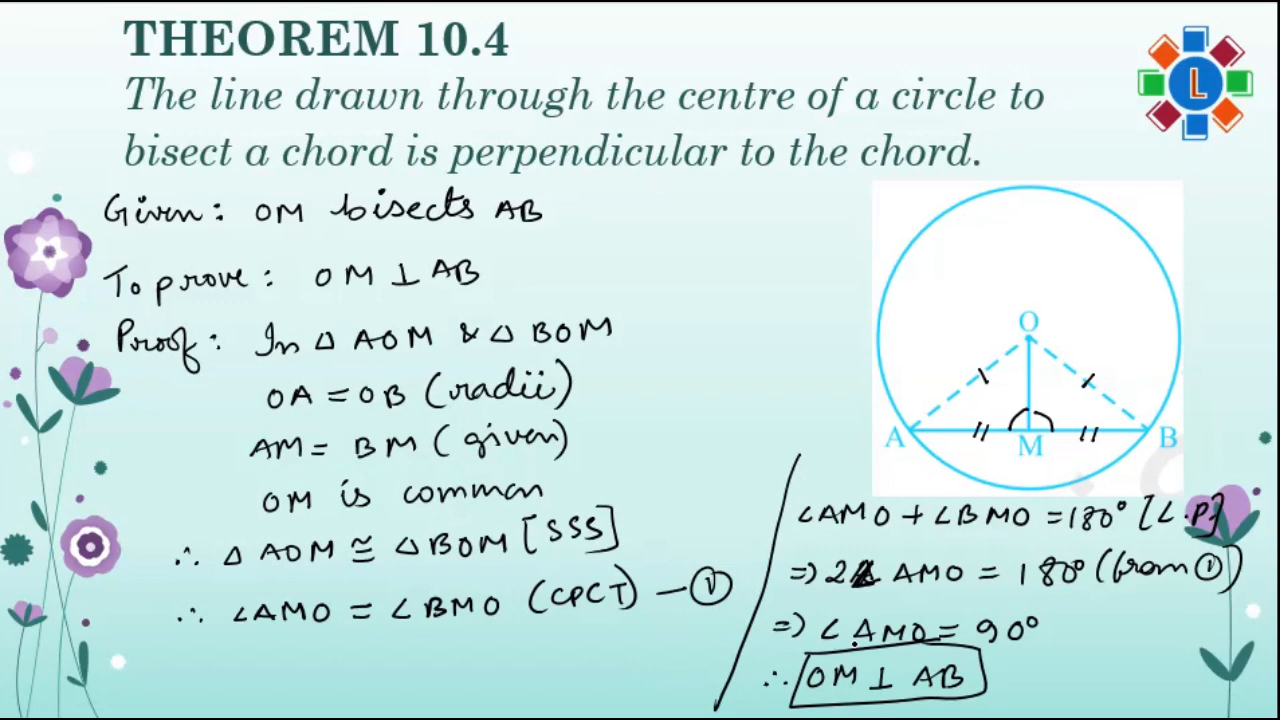 THEOREM 10.4
The line drawn through the centre of a circle to
bisect a chord is perpendicular to the chord.
L
Given: OM bisects AB
To prove: OM ⊥ AB
Proof: In △ AOM & △ BOM
OA = OB (radii)
AM = BM (given)
OM is common
∴ △ AOM ≅ △ BOM [SSS]
∴ ∠AMO = ∠BMO (CPCT) — ①
O
A
M
B
∠AMO + ∠BMO = 180° [L.P]
⇒ 2∠AMO = 180° (from ①)
⇒ ∠AMO = 90°
∴ OM ⊥ AB